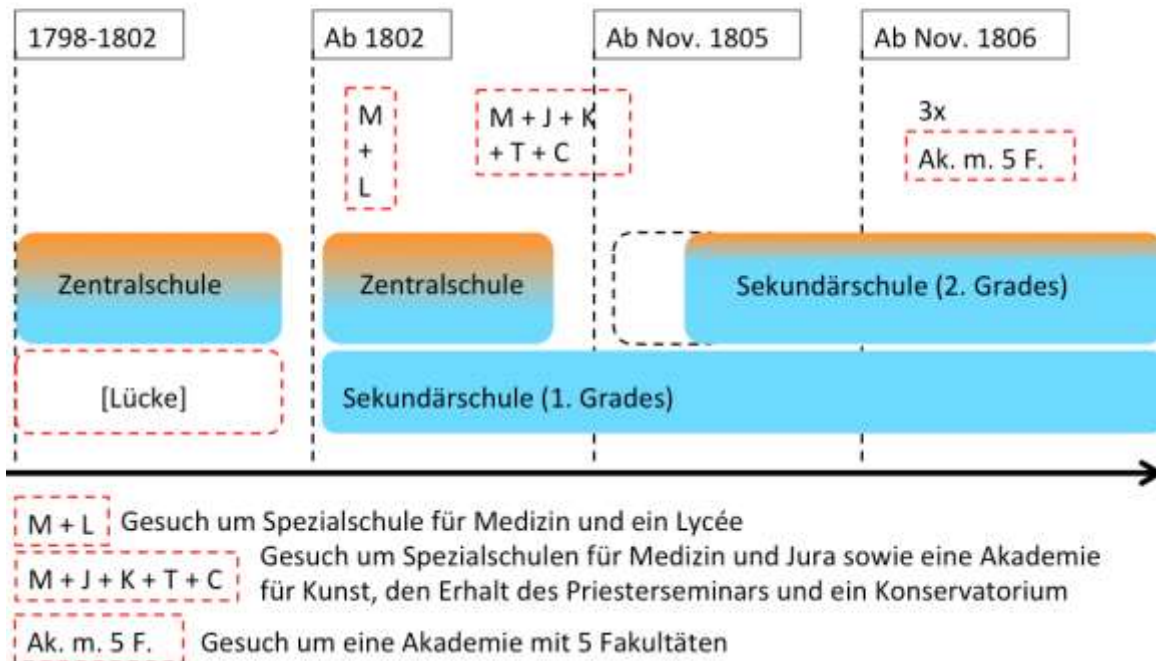 1798-1802
Ab 1802
Ab Nov. 1805
Ab Nov. 1806
M
+
L
M + J + K
+ T + C
3x
Ak. m. 5 F.
Zentralschule
Zentralschule
Sekundärschule (2. Grades)
[Lücke]
Sekundärschule (1. Grades)
M + L Gesuch um Spezialschule für Medizin und ein Lycée
M + J + K + T + C Gesuch um Spezialschulen für Medizin und Jura sowie eine Akademie
für Kunst, den Erhalt des Priesterseminars und ein Konservatorium
Ak. m. 5 F. Gesuch um eine Akademie mit 5 Fakultäten